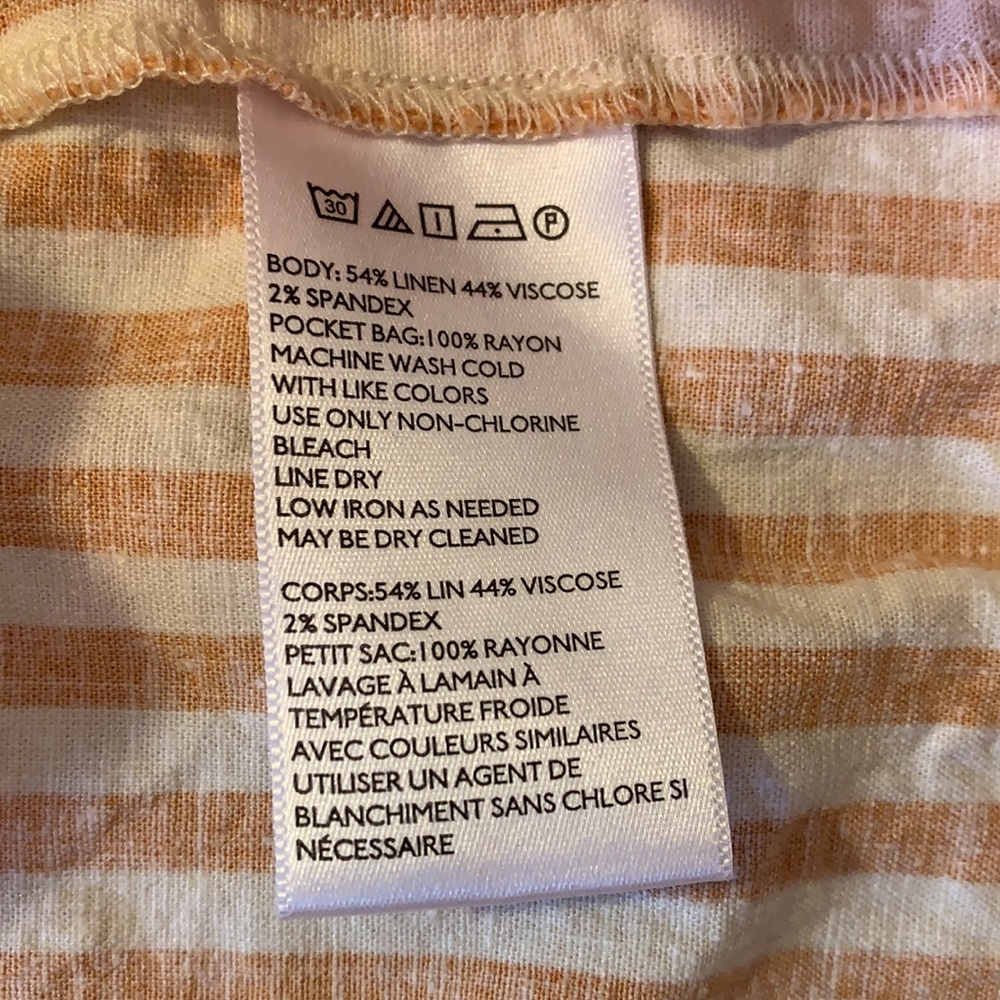 30
P
BODY: 54% LINEN 44% VISCOSE
2% SPANDEX
POCKET BAG:100% RAYON
MACHINE WASH COLD
WITH LIKE COLORS
USE ONLY NON-CHLORINE
BLEACH
LINE DRY
LOW IRON AS NEEDED
MAY BE DRY CLEANED
CORPS:54% LIN 44% VISCOSE
2% SPANDEX
PETIT SAC:100% RAYONNE
LAVAGE À LAMAIN À
TEMPÉRATURE FROIDE
AVEC COULEURS SIMILAIRES
UTILISER UN AGENT DE
BLANCHIMENT SANS CHLORE SI
NÉCESSAIRE